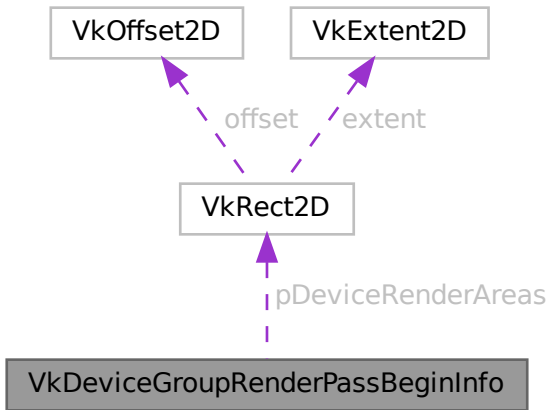 VkOffset2D
VkExtent2D
offset
extent
VkRect2D
pDeviceRenderAreas
VkDeviceGroupRenderPassBeginInfo